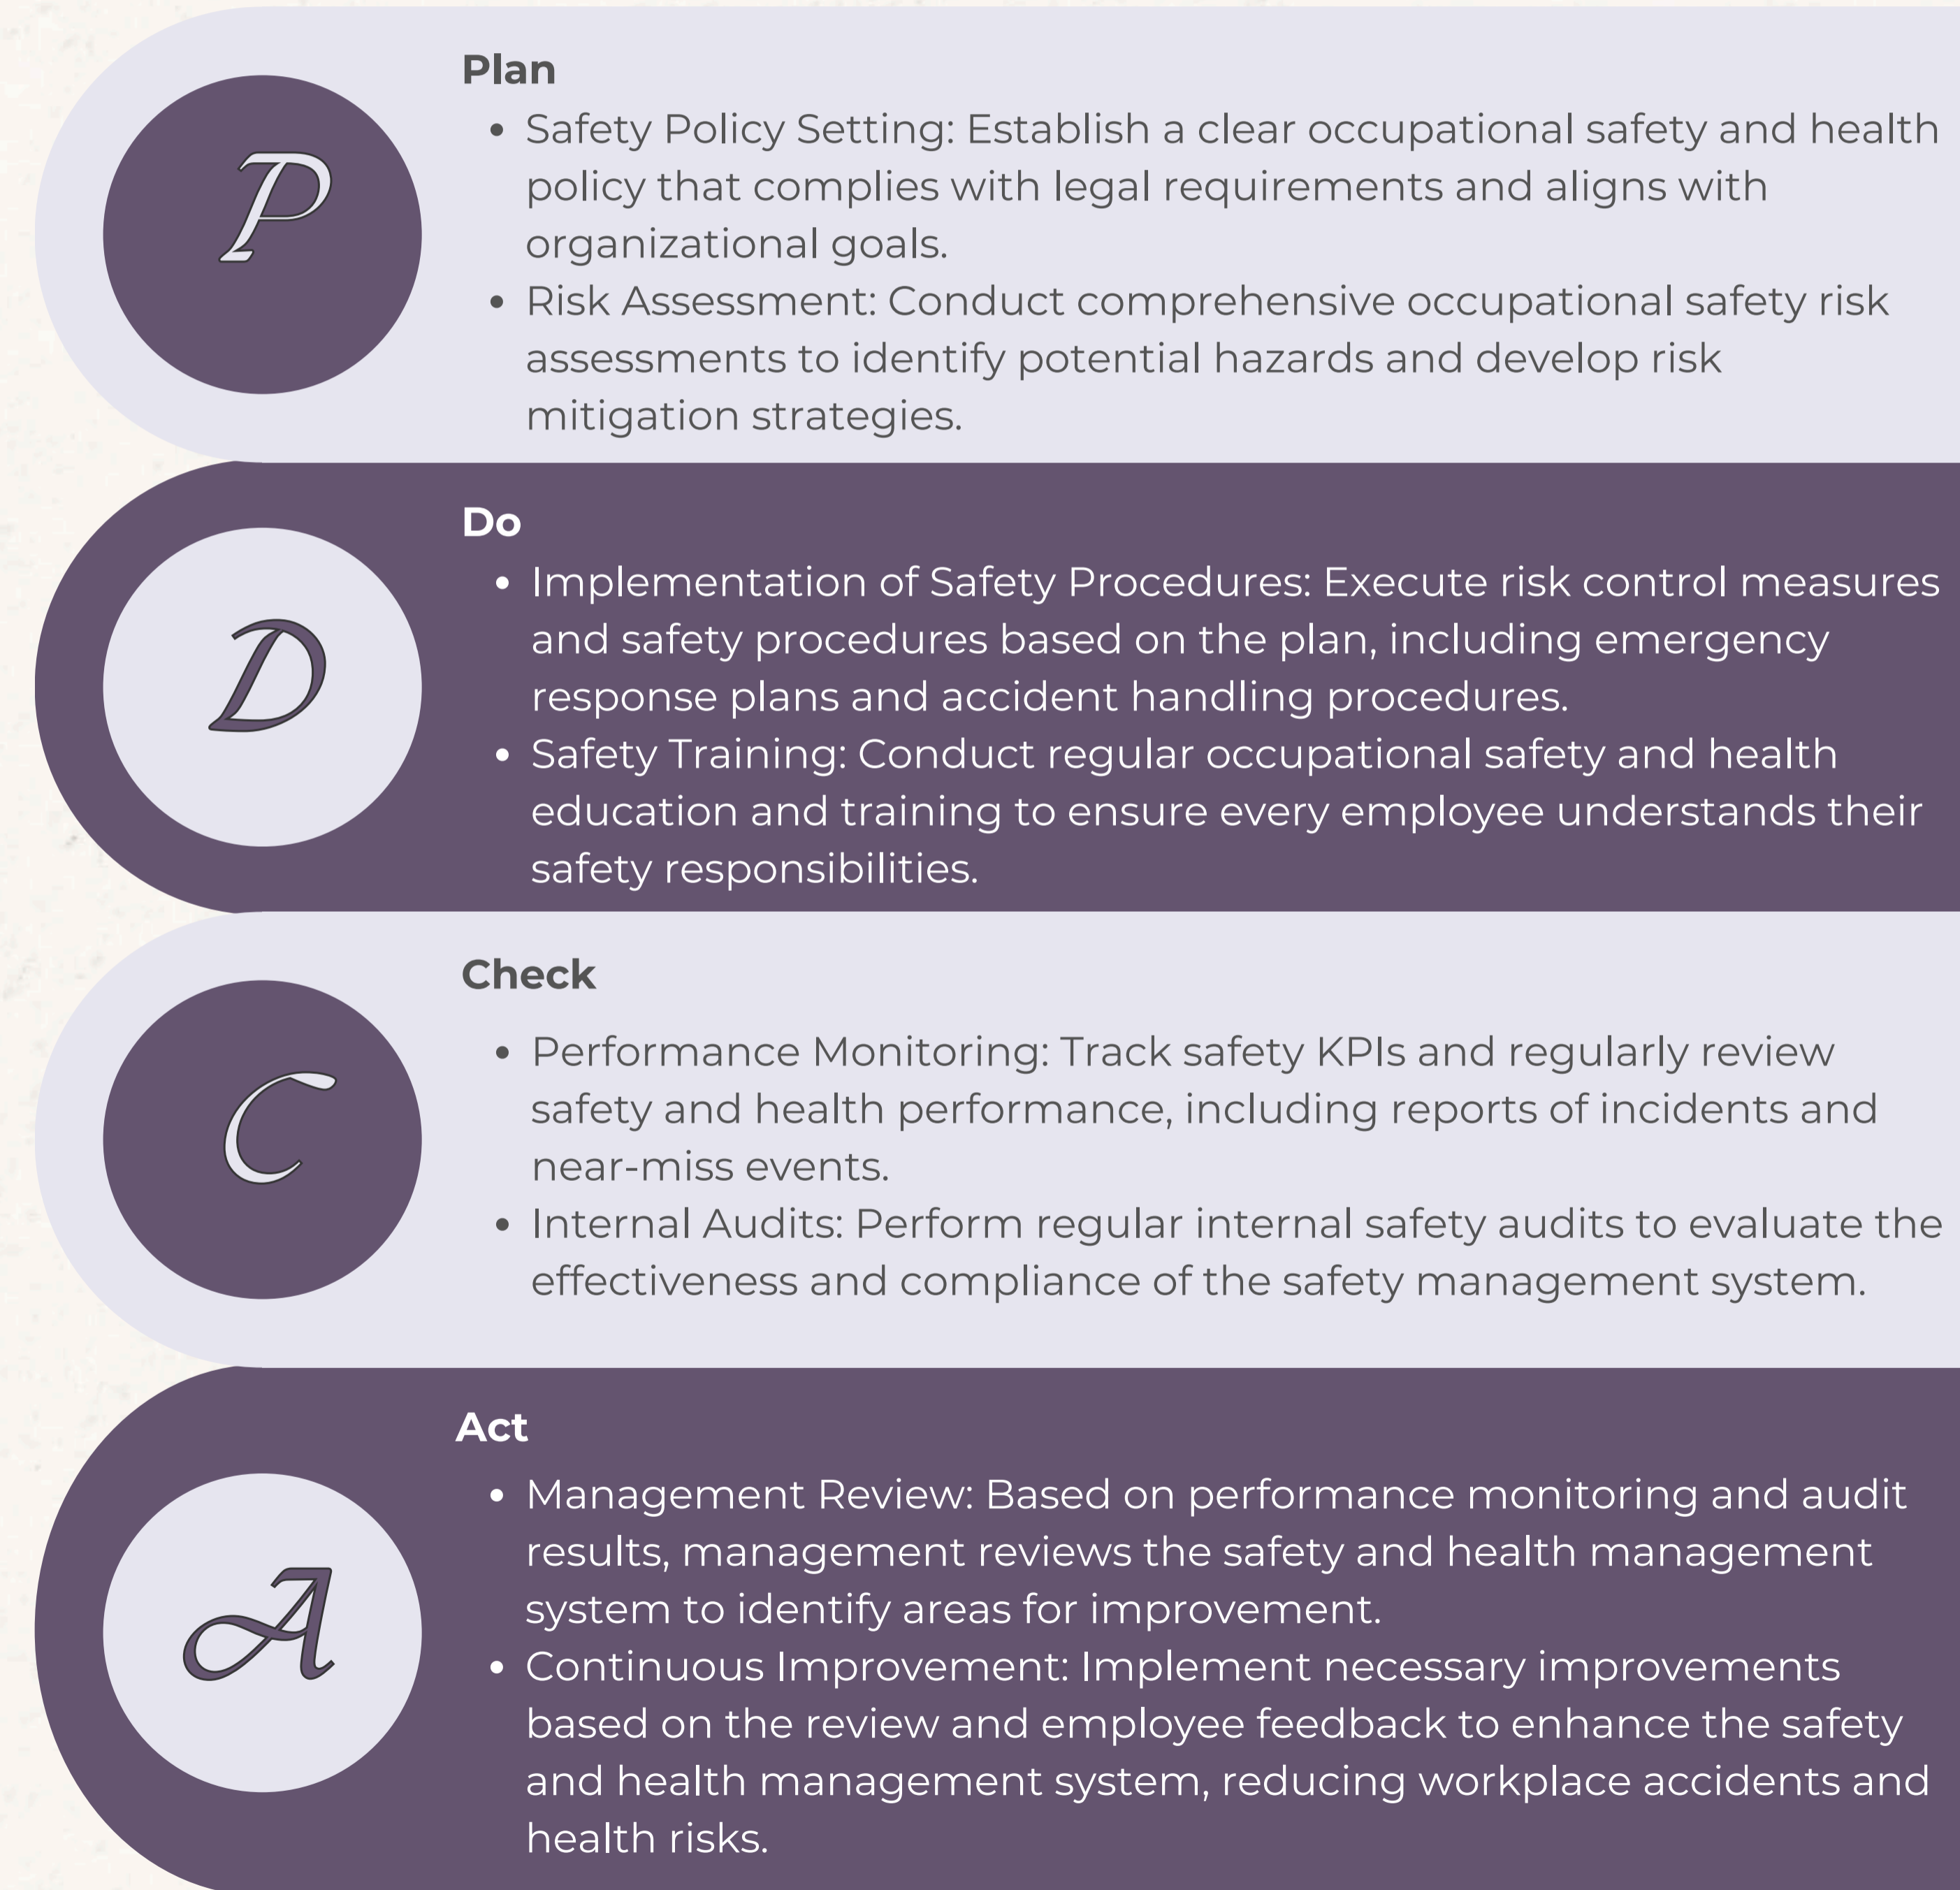 P
Plan
• Safety Policy Setting: Establish a clear occupational safety and health
policy that complies with legal requirements and aligns with
organizational goals.
• Risk Assessment: Conduct comprehensive occupational safety risk
assessments to identify potential hazards and develop risk
mitigation strategies.
D
Do
• Implementation of Safety Procedures: Execute risk control measures
and safety procedures based on the plan, including emergency
response plans and accident handling procedures.
• Safety Training: Conduct regular occupational safety and health
education and training to ensure every employee understands their
safety responsibilities.
C
Check
• Performance Monitoring: Track safety KPIs and regularly review
safety and health performance, including reports of incidents and
near-miss events.
• Internal Audits: Perform regular internal safety audits to evaluate the
effectiveness and compliance of the safety management system.
A
Act
• Management Review: Based on performance monitoring and audit
results, management reviews the safety and health management
system to identify areas for improvement.
• Continuous Improvement: Implement necessary improvements
based on the review and employee feedback to enhance the safety
and health management system, reducing workplace accidents and
health risks.